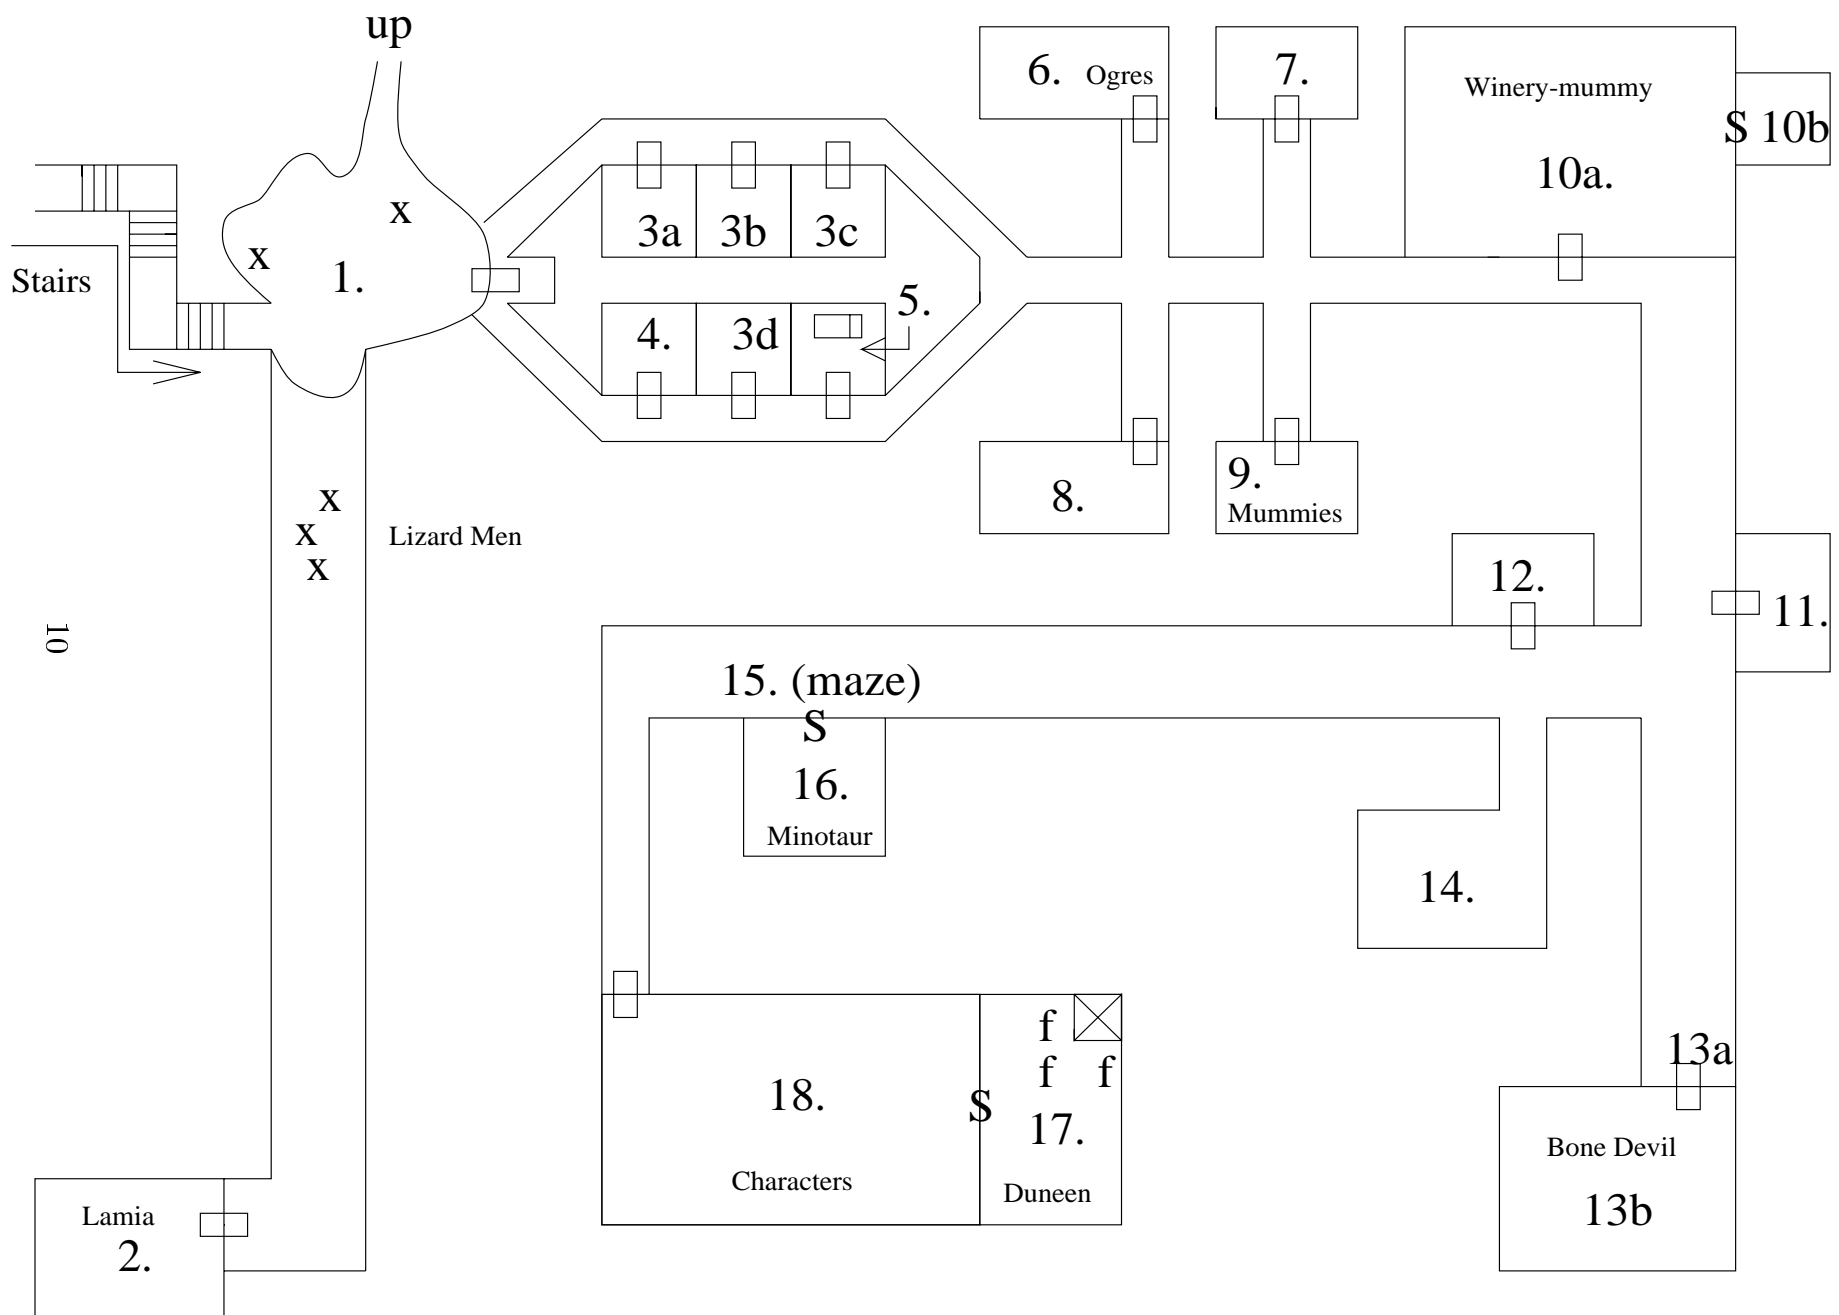 up
6. Ogres
7.
Winery-mummy
S 10b
10a.
x
x
3a
3b
3c
1.
Stairs
5.
4.
3d
x
x
x
Lizard Men
8.
9.
Mummies
12.
11.
10
15. (maze)
S
16.
Minotaur
14.
f
f f
13a
18.
S
17.
Characters
Duneen
Bone Devil
13b
Lamia
2.